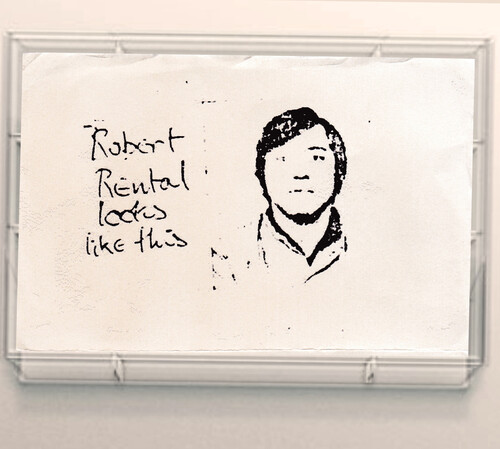 Robert
Rental
looks
like this